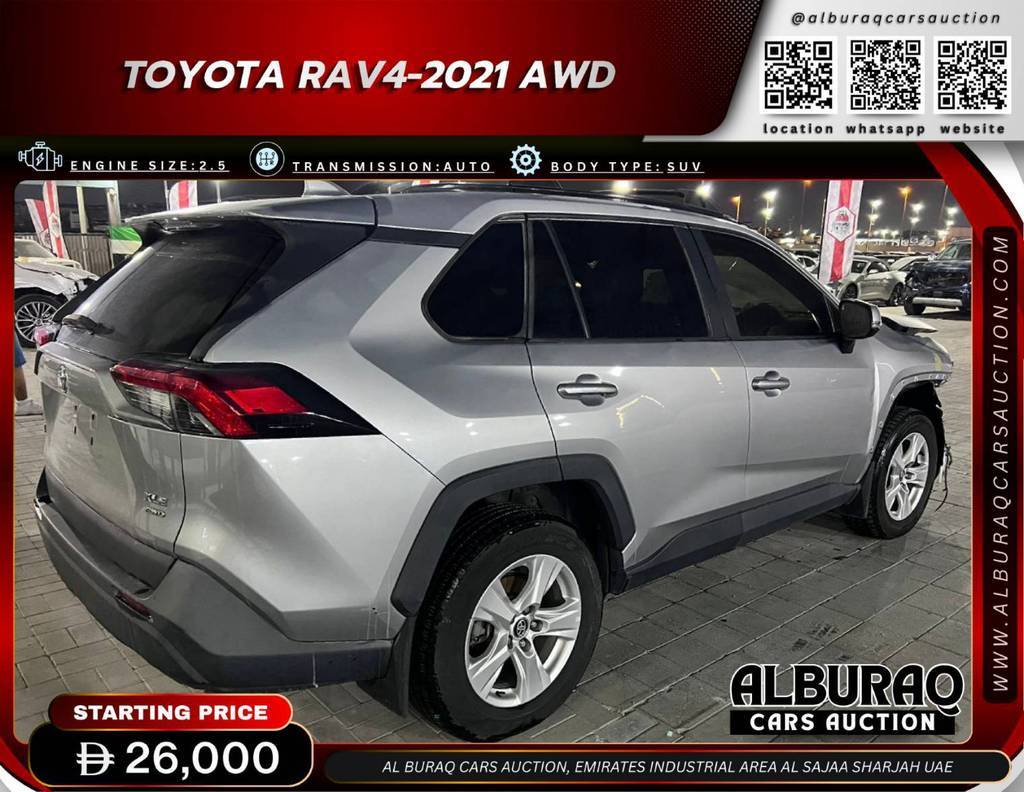 @alburaqcarsauction
TOYOTA RAV4-2021 AWD
location whatsapp website
ENGINE SIZE:2.5 TRANSMISSION:AUTO BODY TYPE: SUV
WWW.ALBURAQCARSAUCTION.COM
XLE
AWD
ALBURAQ
CARS AUCTION
STARTING PRICE
26,000
AL BURAQ CARS AUCTION, EMIRATES INDUSTRIAL AREA AL SAJAA SHARJAH UAE